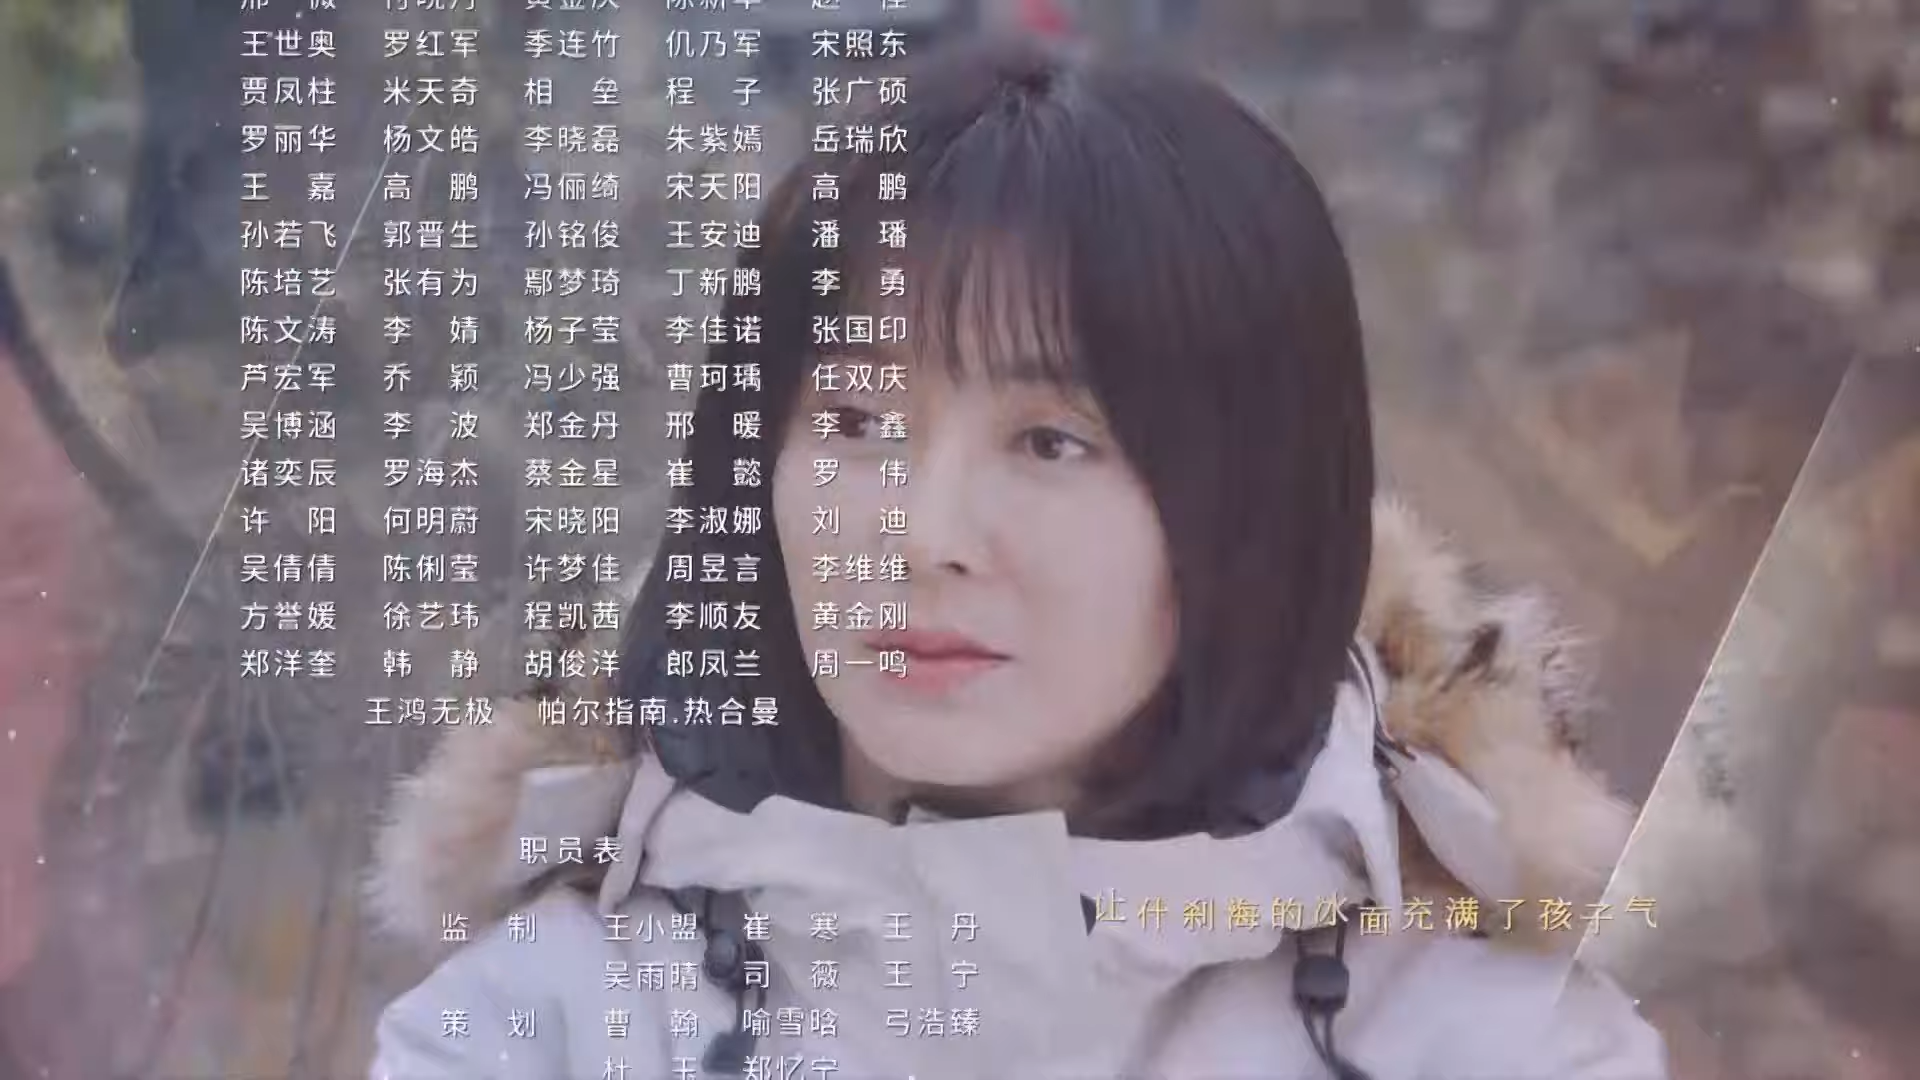 王世奥 罗红军 季连竹 仉乃军 宋照东
贾凤柱 米天奇 相垒 程子 张广硕
罗丽华 杨文皓 李晓磊 朱紫嫣 岳瑞欣
王嘉 高鹏 冯俪绮 宋天阳 高鹏
孙若飞 郭晋生 孙铭俊 王安迪 潘璠
陈培艺 张有为 鄢梦琦 丁新鹏 李勇
陈文涛 李婧 杨子莹 李佳诺 张国印
芦宏军 乔颖 冯少强 曹珂瑀 任双庆
吴博涵 李波 郑金丹 邢暖 李鑫
诸奕辰 罗海杰 蔡金星 崔懿 罗伟
许阳 何明蔚 宋晓阳 李淑娜 刘迪
吴倩倩 陈俐莹 许梦佳 周昱言 李维维
方誉媛 徐艺玮 程凯茜 李顺友 黄金刚
郑洋奎 韩静 胡俊洋 郎凤兰 周一鸣
王鸿无极 帕尔指南.热合曼
职员表
监制 王小盟 崔寒 王丹
吴雨晴 司薇 王宁
策划 曹翰 喻雪晗 弓浩臻
杜玉 郑忆宁
让什刹海的冰面充满了孩子气